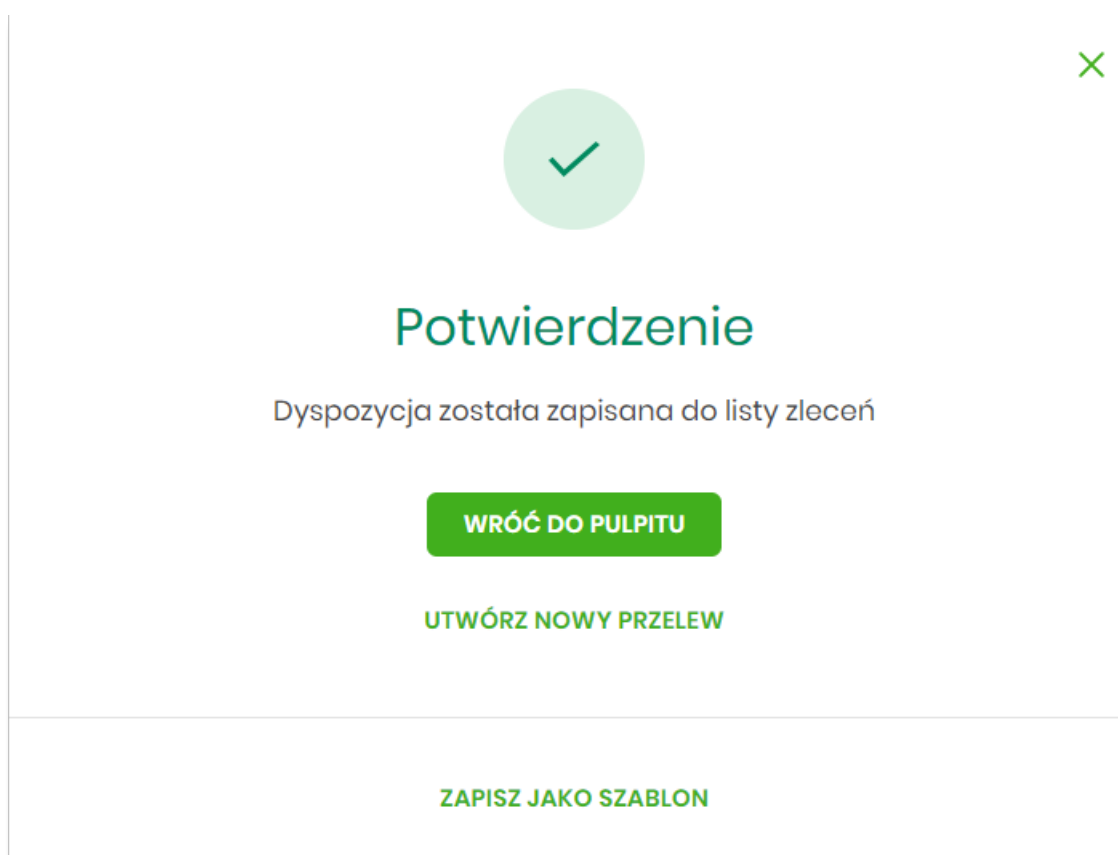 Potwierdzenie
Dyspozycja została zapisana do listy zleceń
WRÓĆ DO PULPITU
UTWÓRZ NOWY PRZELEW
ZAPISZ JAKO SZABLON